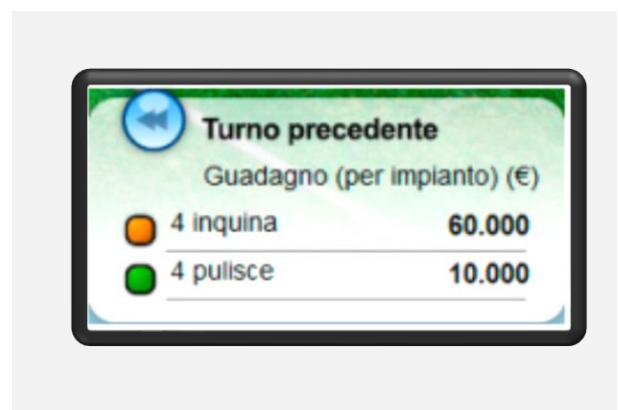 Turno precedente
Guadagno (per impianto) (€)
4 inquina 60.000
4 pulisce 10.000